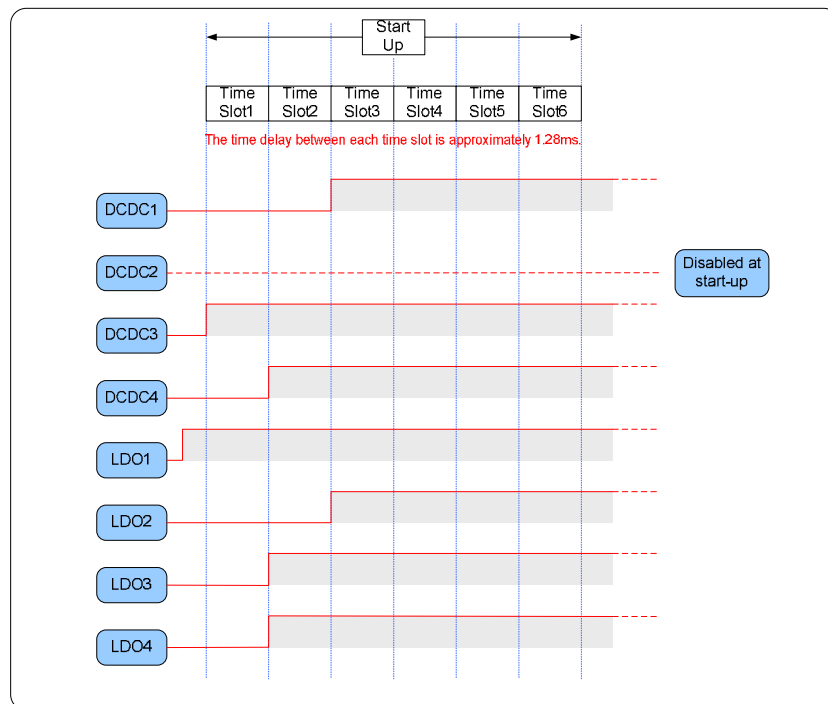 Start
Up
Time
Slot1
Time
Slot2
Time
Slot3
Time
Slot4
Time
Slot5
Time
Slot6
The time delay between each time slot is approximately 1.28ms.
DCDC1
DCDC2
Disabled at
start-up
DCDC3
DCDC4
LDO1
LDO2
LDO3
LDO4